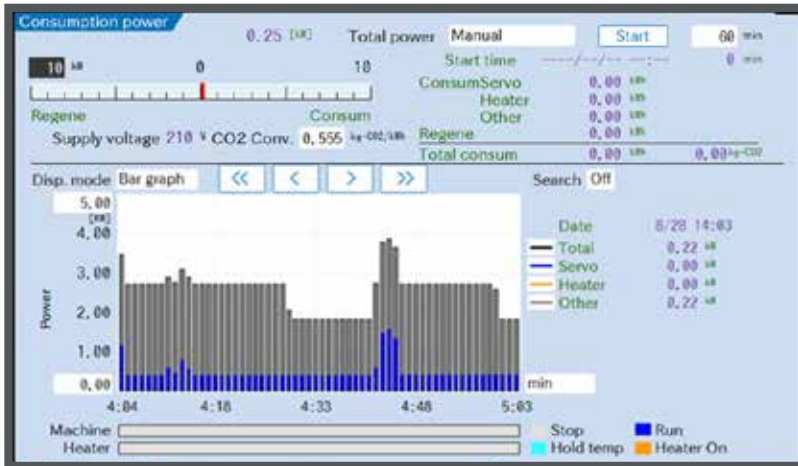 Consumption power
0.25 [kW] Total power Manual Start 60 min
Start time ----/--/-- --:-- 0 min
10 kN 0 10
ConsumServo 0.00 kWh
Heater 0.00 kWh
Regene Consum Other 0.00 kWh
Supply voltage 210 V CO2 Conv. 0.555 kg-CO2/kWh Regene 0.00 kWh
Total consum 0.00 kWh 0.00 kg-CO2
Disp. mode Bar graph << < > >> Search Off
5.00
[kW]
4.00
3.00
2.00
1.00
0.00
Power
Date 8/28 14:03
Total 0.22 kW
Servo 0.00 kW
Heater 0.00 kW
Other 0.22 kW
min
4:04 4:18 4:33 4:48 5:03
Machine Stop Run
Heater Hold temp Heater On